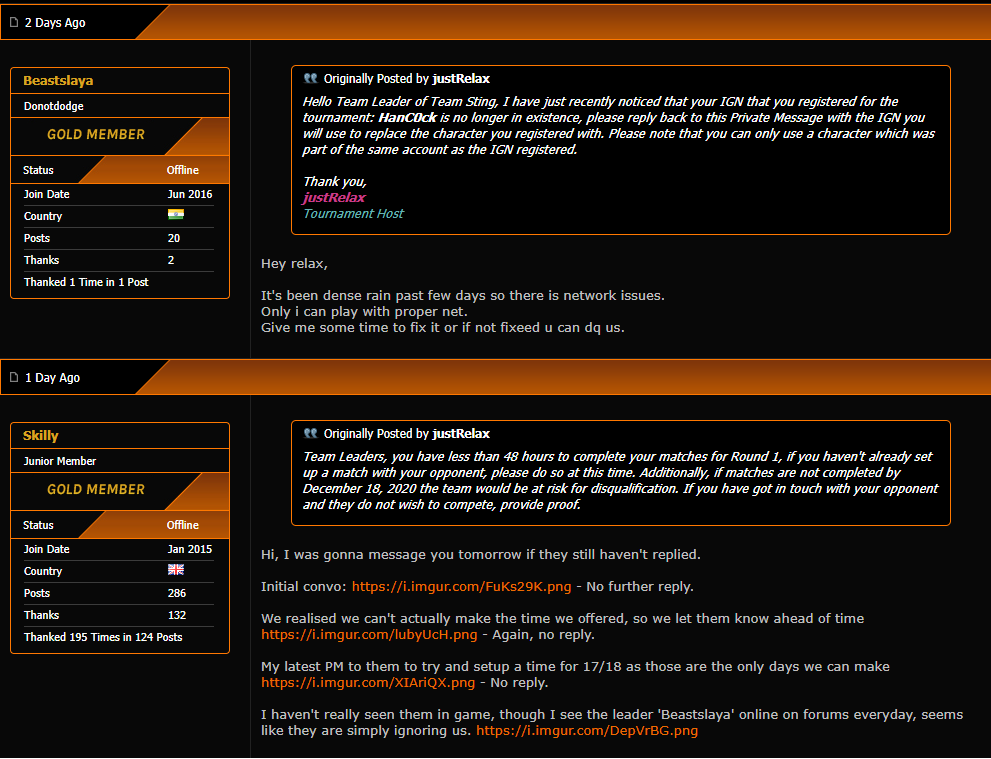 2 Days Ago
Beastslaya
Donotdodge
GOLD MEMBER
Status Offline
Join Date Jun 2016
Country
Posts 20
Thanks 2
Thanked 1 Time in 1 Post
Originally Posted by justRelax
Hello Team Leader of Team Sting, I have just recently noticed that your IGN that you registered for the
tournament: HanC0ck is no longer in existence, please reply back to this Private Message with the IGN you
will use to replace the character you registered with. Please note that you can only use a character which was
part of the same account as the IGN registered.
Thank you,
justRelax
Tournament Host
Hey relax,
It's been dense rain past few days so there is network issues.
Only i can play with proper net.
Give me some time to fix it or if not fixeed u can dq us.
1 Day Ago
Skilly
Junior Member
GOLD MEMBER
Status Offline
Join Date Jan 2015
Country
Posts 286
Thanks 132
Thanked 195 Times in 124 Posts
Originally Posted by justRelax
Team Leaders, you have less than 48 hours to complete your matches for Round 1, if you haven't already set
up a match with your opponent, please do so at this time. Additionally, if matches are not completed by
December 18, 2020 the team would be at risk for disqualification. If you have got in touch with your opponent
and they do not wish to compete, provide proof.
Hi, I was gonna message you tomorrow if they still haven't replied.
Initial convo: https://i.imgur.com/FuKs29K.png - No further reply.
We realised we can't actually make the time we offered, so we let them know ahead of time
https://i.imgur.com/lubyUcH.png - Again, no reply.
My latest PM to them to try and setup a time for 17/18 as those are the only days we can make
https://i.imgur.com/XIAriQX.png - No reply.
I haven't really seen them in game, though I see the leader 'Beastslaya' online on forums everyday, seems
like they are simply ignoring us. https://i.imgur.com/DepVrBG.png